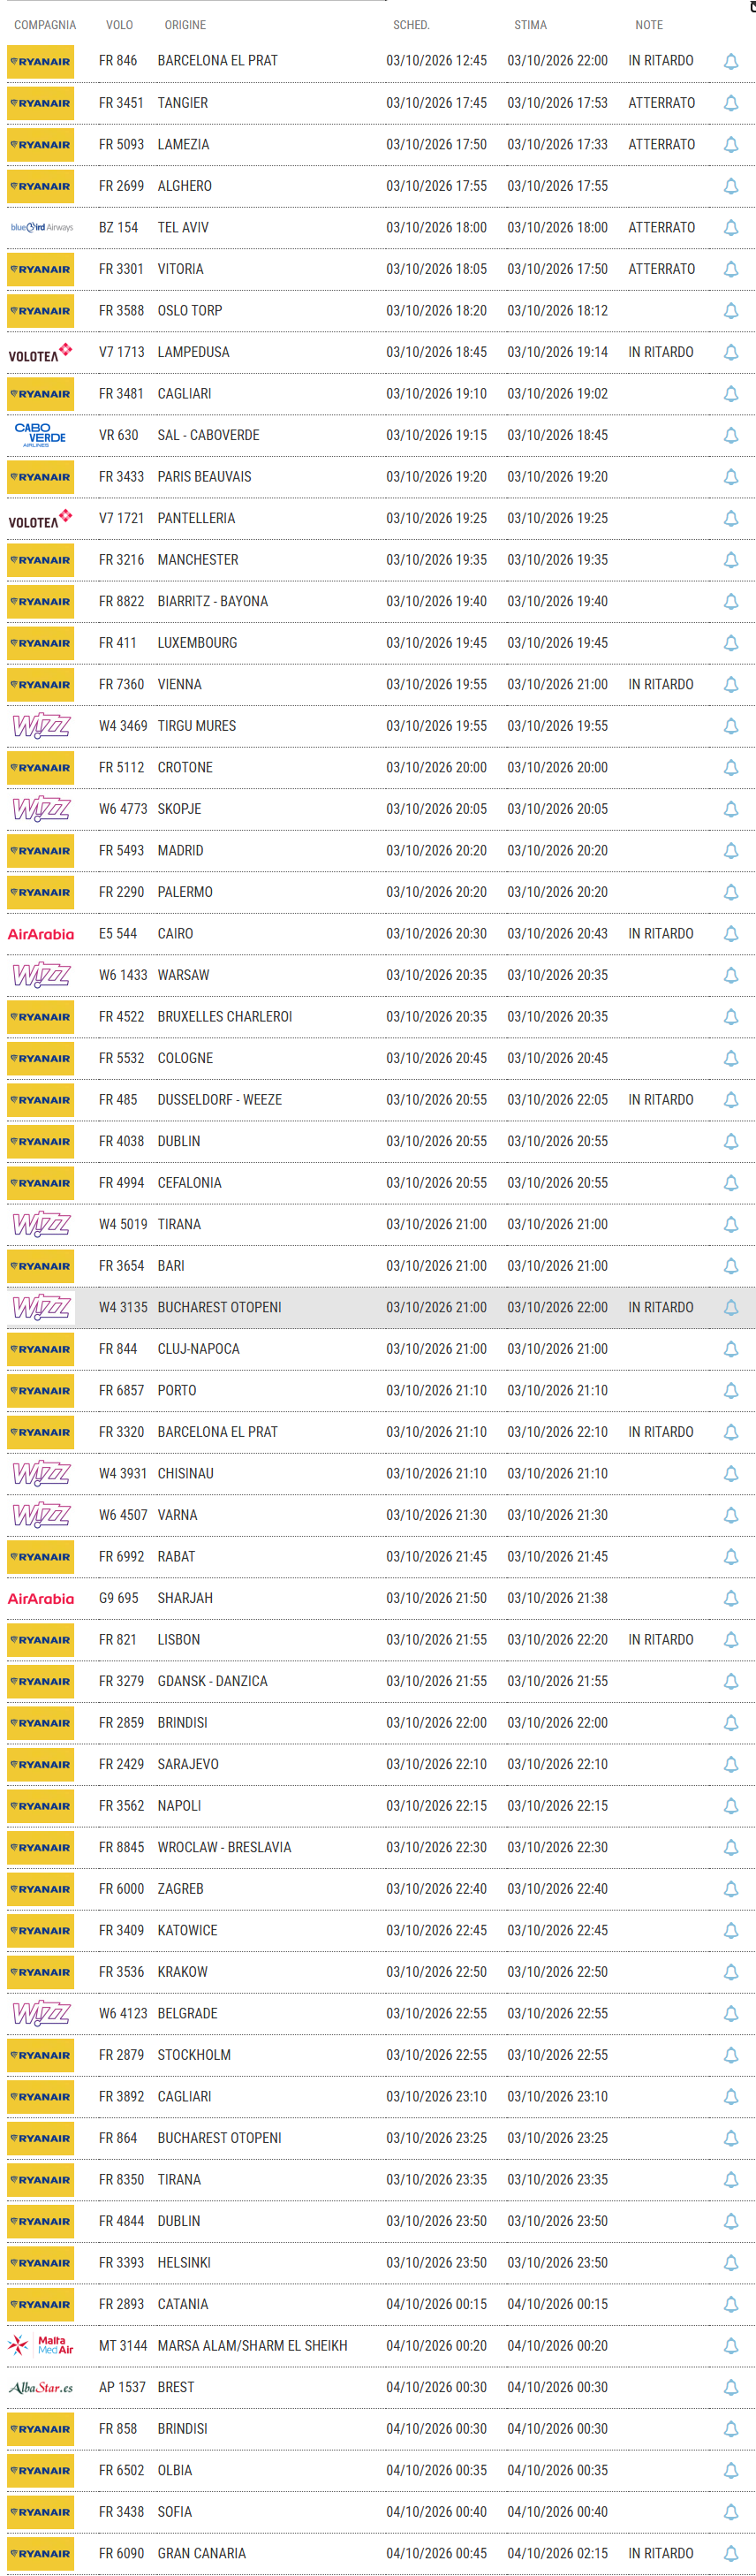 COMPAGNIA VOLO ORIGINE SCHED. STIMA NOTE
RYANAIR FR 846 BARCELONA EL PRAT 03/10/2026 12:45 03/10/2026 22:00 IN RITARDO
RYANAIR FR 3451 TANGIER 03/10/2026 17:45 03/10/2026 17:53 ATTERRATO
RYANAIR FR 5093 LAMEZIA 03/10/2026 17:50 03/10/2026 17:33 ATTERRATO
RYANAIR FR 2699 ALGHERO 03/10/2026 17:55 03/10/2026 17:55
blueBird Airways BZ 154 TEL AVIV 03/10/2026 18:00 03/10/2026 18:00 ATTERRATO
RYANAIR FR 3301 VITORIA 03/10/2026 18:05 03/10/2026 17:50 ATTERRATO
RYANAIR FR 3588 OSLO TORP 03/10/2026 18:20 03/10/2026 18:12
VOLOTEA V7 1713 LAMPEDUSA 03/10/2026 18:45 03/10/2026 19:14 IN RITARDO
RYANAIR FR 3481 CAGLIARI 03/10/2026 19:10 03/10/2026 19:02
CABO VERDE AIRLINES VR 630 SAL - CABOVERDE 03/10/2026 19:15 03/10/2026 18:45
RYANAIR FR 3433 PARIS BEAUVAIS 03/10/2026 19:20 03/10/2026 19:20
VOLOTEA V7 1721 PANTELLERIA 03/10/2026 19:25 03/10/2026 19:25
RYANAIR FR 3216 MANCHESTER 03/10/2026 19:35 03/10/2026 19:35
RYANAIR FR 8822 BIARRITZ - BAYONA 03/10/2026 19:40 03/10/2026 19:40
RYANAIR FR 411 LUXEMBOURG 03/10/2026 19:45 03/10/2026 19:45
RYANAIR FR 7360 VIENNA 03/10/2026 19:55 03/10/2026 21:00 IN RITARDO
WIZZ W4 3469 TIRGU MURES 03/10/2026 19:55 03/10/2026 19:55
RYANAIR FR 5112 CROTONE 03/10/2026 20:00 03/10/2026 20:00
WIZZ W6 4773 SKOPJE 03/10/2026 20:05 03/10/2026 20:05
RYANAIR FR 5493 MADRID 03/10/2026 20:20 03/10/2026 20:20
RYANAIR FR 2290 PALERMO 03/10/2026 20:20 03/10/2026 20:20
AirArabia E5 544 CAIRO 03/10/2026 20:30 03/10/2026 20:43 IN RITARDO
WIZZ W6 1433 WARSAW 03/10/2026 20:35 03/10/2026 20:35
RYANAIR FR 4522 BRUXELLES CHARLEROI 03/10/2026 20:35 03/10/2026 20:35
RYANAIR FR 5532 COLOGNE 03/10/2026 20:45 03/10/2026 20:45
RYANAIR FR 485 DUSSELDORF - WEEZE 03/10/2026 20:55 03/10/2026 22:05 IN RITARDO
RYANAIR FR 4038 DUBLIN 03/10/2026 20:55 03/10/2026 20:55
RYANAIR FR 4994 CEFALONIA 03/10/2026 20:55 03/10/2026 20:55
WIZZ W4 5019 TIRANA 03/10/2026 21:00 03/10/2026 21:00
RYANAIR FR 3654 BARI 03/10/2026 21:00 03/10/2026 21:00
WIZZ W4 3135 BUCHAREST OTOPENI 03/10/2026 21:00 03/10/2026 22:00 IN RITARDO
RYANAIR FR 844 CLUJ-NAPOCA 03/10/2026 21:00 03/10/2026 21:00
RYANAIR FR 6857 PORTO 03/10/2026 21:10 03/10/2026 21:10
RYANAIR FR 3320 BARCELONA EL PRAT 03/10/2026 21:10 03/10/2026 22:10 IN RITARDO
WIZZ W4 3931 CHISINAU 03/10/2026 21:10 03/10/2026 21:10
WIZZ W6 4507 VARNA 03/10/2026 21:30 03/10/2026 21:30
RYANAIR FR 6992 RABAT 03/10/2026 21:45 03/10/2026 21:45
AirArabia G9 695 SHARJAH 03/10/2026 21:50 03/10/2026 21:38
RYANAIR FR 821 LISBON 03/10/2026 21:55 03/10/2026 22:20 IN RITARDO
RYANAIR FR 3279 GDANSK - DANZICA 03/10/2026 21:55 03/10/2026 21:55
RYANAIR FR 2859 BRINDISI 03/10/2026 22:00 03/10/2026 22:00
RYANAIR FR 2429 SARAJEVO 03/10/2026 22:10 03/10/2026 22:10
RYANAIR FR 3562 NAPOLI 03/10/2026 22:15 03/10/2026 22:15
RYANAIR FR 8845 WROCLAW - BRESLAVIA 03/10/2026 22:30 03/10/2026 22:30
RYANAIR FR 6000 ZAGREB 03/10/2026 22:40 03/10/2026 22:40
RYANAIR FR 3409 KATOWICE 03/10/2026 22:45 03/10/2026 22:45
RYANAIR FR 3536 KRAKOW 03/10/2026 22:50 03/10/2026 22:50
WIZZ W6 4123 BELGRADE 03/10/2026 22:55 03/10/2026 22:55
RYANAIR FR 2879 STOCKHOLM 03/10/2026 22:55 03/10/2026 22:55
RYANAIR FR 3892 CAGLIARI 03/10/2026 23:10 03/10/2026 23:10
RYANAIR FR 864 BUCHAREST OTOPENI 03/10/2026 23:25 03/10/2026 23:25
RYANAIR FR 8350 TIRANA 03/10/2026 23:35 03/10/2026 23:35
RYANAIR FR 4844 DUBLIN 03/10/2026 23:50 03/10/2026 23:50
RYANAIR FR 3393 HELSINKI 03/10/2026 23:50 03/10/2026 23:50
RYANAIR FR 2893 CATANIA 04/10/2026 00:15 04/10/2026 00:15
Malta MedAir MT 3144 MARSA ALAM/SHARM EL SHEIKH 04/10/2026 00:20 04/10/2026 00:20
AlbaStar.es AP 1537 BREST 04/10/2026 00:30 04/10/2026 00:30
RYANAIR FR 858 BRINDISI 04/10/2026 00:30 04/10/2026 00:30
RYANAIR FR 6502 OLBIA 04/10/2026 00:35 04/10/2026 00:35
RYANAIR FR 3438 SOFIA 04/10/2026 00:40 04/10/2026 00:40
RYANAIR FR 6090 GRAN CANARIA 04/10/2026 00:45 04/10/2026 02:15 IN RITARDO